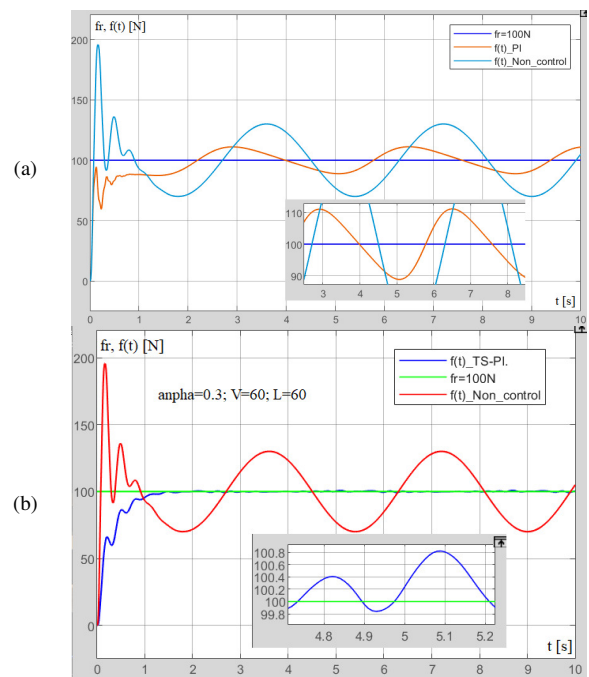 fr, f(t) [N]
fr=100N
f(t)_PI
f(t)_Non_control
200
150
100
50
0
(a)
110
100
90
3 4 5 6 7 8
t [s]
0 1 2 3 4 5 6 7 8 9 10
fr, f(t) [N]
f(t)_TS-PI.
fr=100N
f(t)_Non_control
anpha=0.3; V=60; L=60
200
150
100
50
0
(b)
100.8
100.6
100.4
100.2
100
99.8
4.8 4.9 5 5.1 5.2
t [s]
0 1 2 3 4 5 6 7 8 9 10